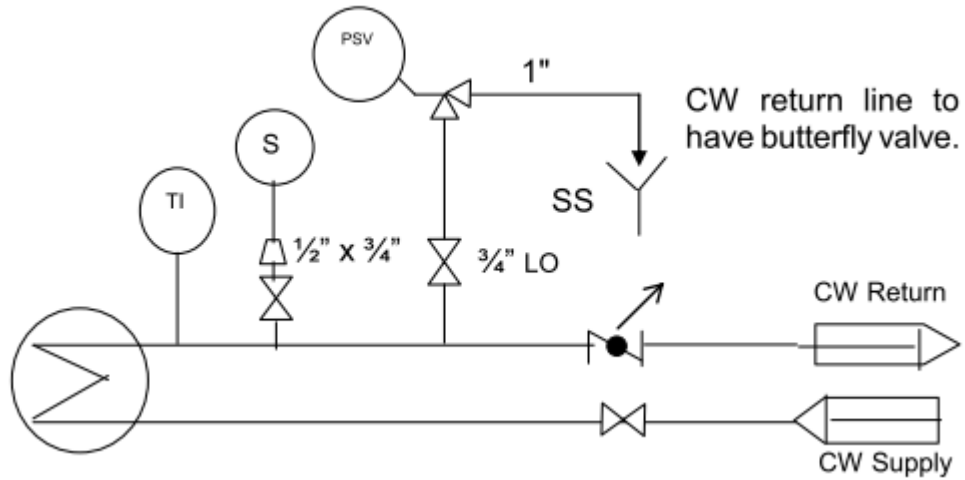 PSV
1"
CW return line to
have butterfly valve.
S
TI
SS
½” x ¾”
¾” LO
CW Return
CW Supply